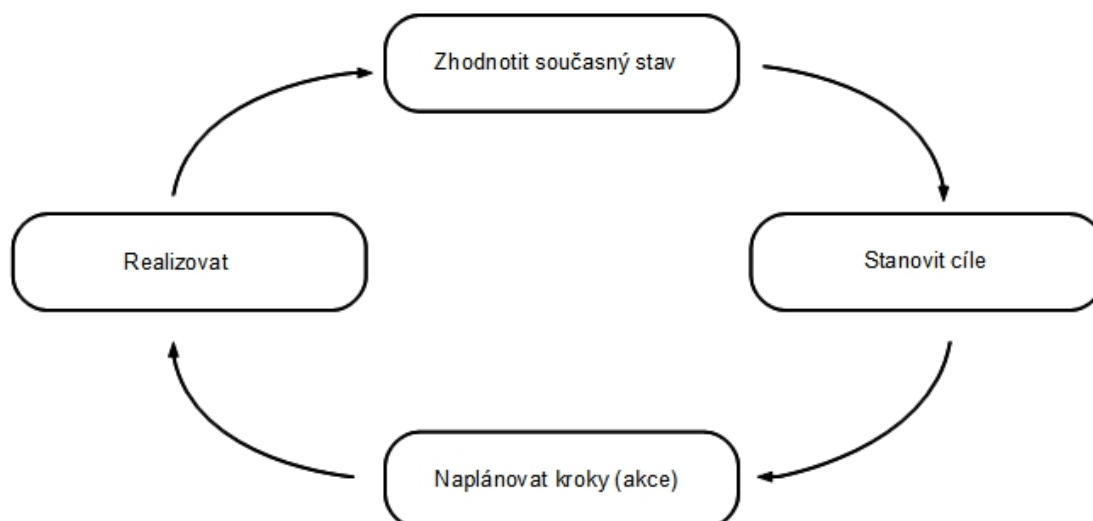 Zhodnotit současný stav
Stanovit cíle
Naplánovat kroky (akce)
Realizovat